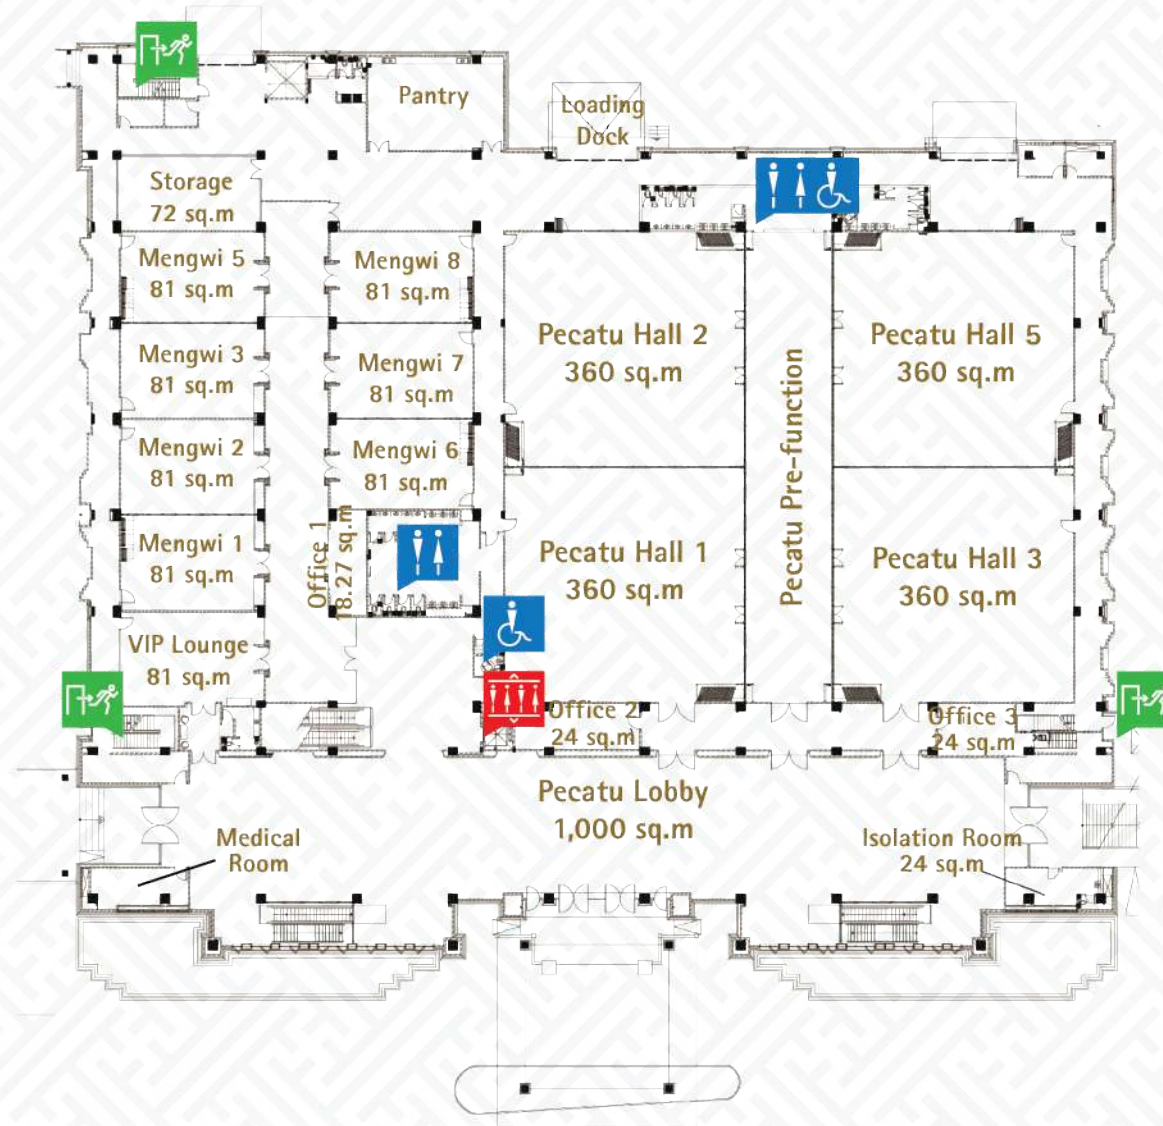 Pantry
Loading
Dock
Storage
72 sq.m
Mengwi 5
81 sq.m
Mengwi 8
81 sq.m
Mengwi 3
81 sq.m
Mengwi 7
81 sq.m
Mengwi 2
81 sq.m
Mengwi 6
81 sq.m
Mengwi 1
81 sq.m
Office 1
18.27 sq.m
VIP Lounge
81 sq.m
Pecatu Hall 2
360 sq.m
Pecatu Hall 5
360 sq.m
Pecatu Pre-function
Pecatu Hall 1
360 sq.m
Pecatu Hall 3
360 sq.m
Office 2
24 sq.m
Office 3
24 sq.m
Pecatu Lobby
1,000 sq.m
Medical
Room
Isolation Room
24 sq.m